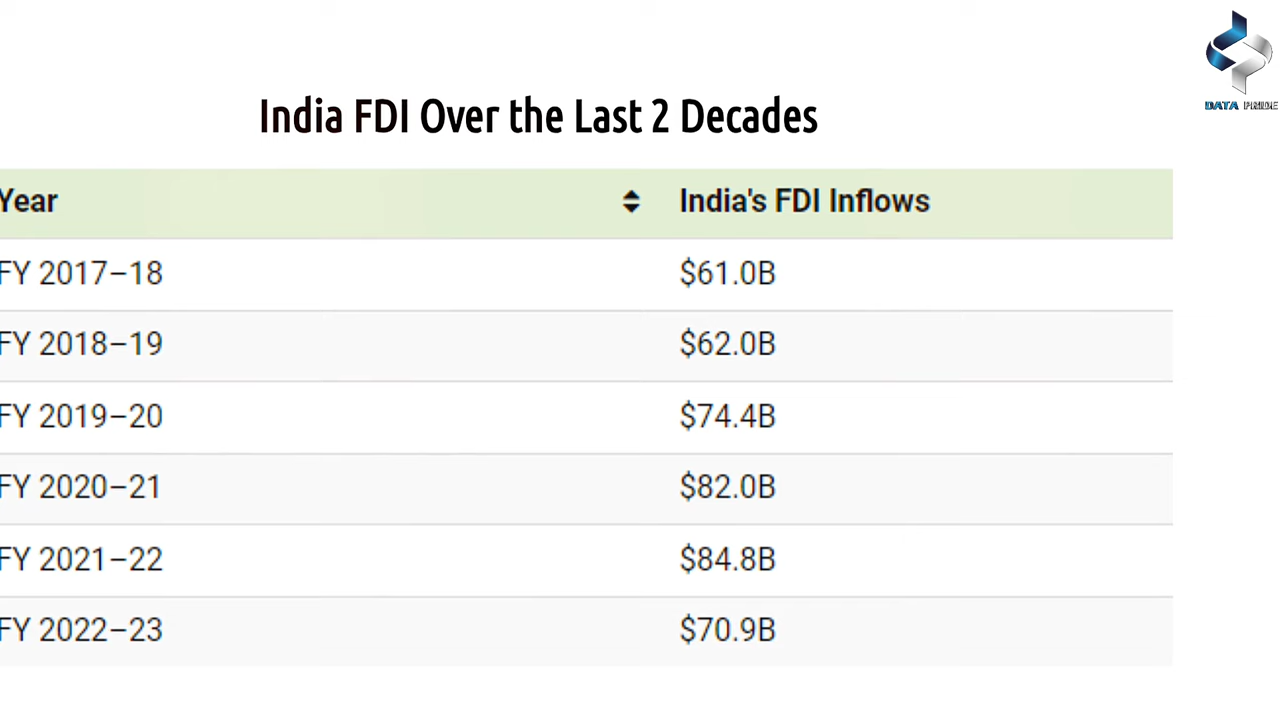 DATA PRIDE
India FDI Over the Last 2 Decades
Year India's FDI Inflows
FY 2017–18 $61.0B
FY 2018–19 $62.0B
FY 2019–20 $74.4B
FY 2020–21 $82.0B
FY 2021–22 $84.8B
FY 2022–23 $70.9B